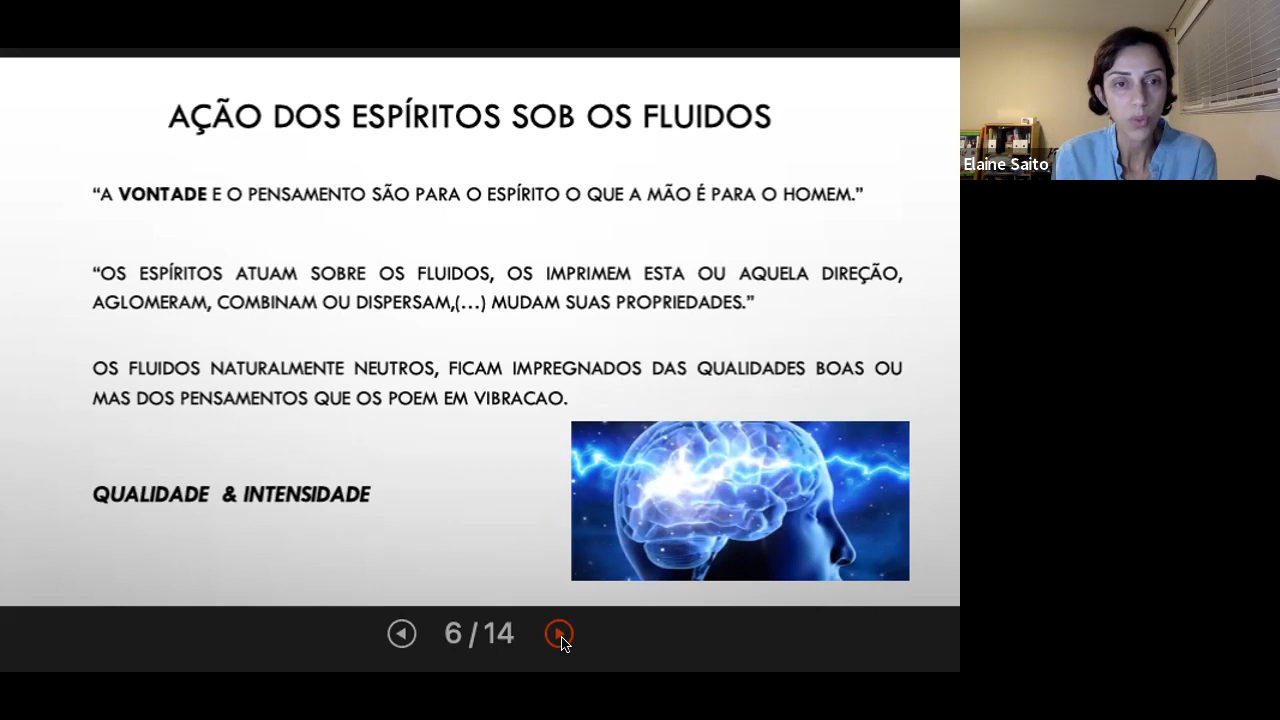 AÇÃO DOS ESPÍRITOS SOB OS FLUIDOS
“A VONTADE E O PENSAMENTO SÃO PARA O ESPÍRITO O QUE A MÃO É PARA O HOMEM.”
“OS ESPÍRITOS ATUAM SOBRE OS FLUIDOS, OS IMPRIMEM ESTA OU AQUELA DIREÇÃO,
AGLOMERAM, COMBINAM OU DISPERSAM,(...) MUDAM SUAS PROPRIEDADES.”
OS FLUIDOS NATURALMENTE NEUTROS, FICAM IMPREGNADOS DAS QUALIDADES BOAS OU
MAS DOS PENSAMENTOS QUE OS POEM EM VIBRACAO.
QUALIDADE & INTENSIDADE
6 / 14
Elaine Saito